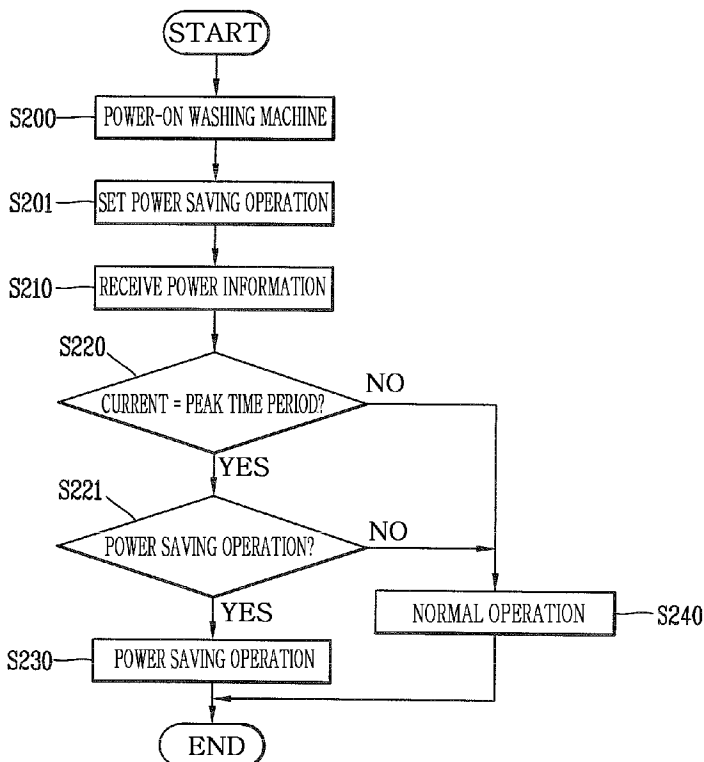 START
S200
POWER-ON WASHING MACHINE
S201
SET POWER SAVING OPERATION
S210
RECEIVE POWER INFORMATION
S220
CURRENT = PEAK TIME PERIOD?
NO
YES
S221
POWER SAVING OPERATION?
NO
YES
NORMAL OPERATION
S240
S230
POWER SAVING OPERATION
END